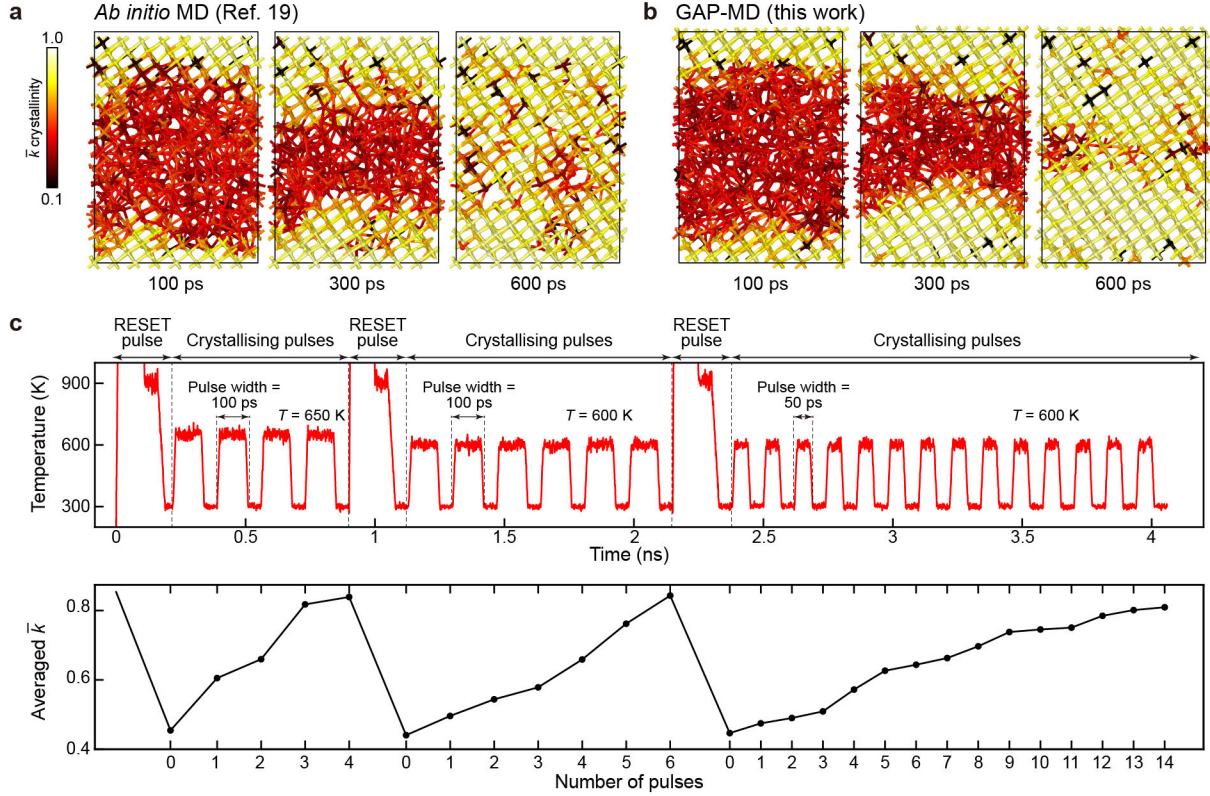 a
Ab initio MD (Ref. 19)
b
GAP-MD (this work)
1.0
k̄ crystallinity
0.1
100 ps
300 ps
600 ps
100 ps
300 ps
600 ps
c
RESET
pulse
Crystallising pulses
RESET
pulse
Crystallising pulses
RESET
pulse
Crystallising pulses
Temperature (K)
900
600
300
Pulse width =
100 ps
T = 650 K
Pulse width =
100 ps
T = 600 K
Pulse width =
50 ps
T = 600 K
0 0.5 1 1.5 2 2.5 3 3.5 4
Time (ns)
Averaged k̄
0.8
0.6
0.4
0 1 2 3 4 0 1 2 3 4 5 6 0 1 2 3 4 5 6 7 8 9 10 11 12 13 14
Number of pulses